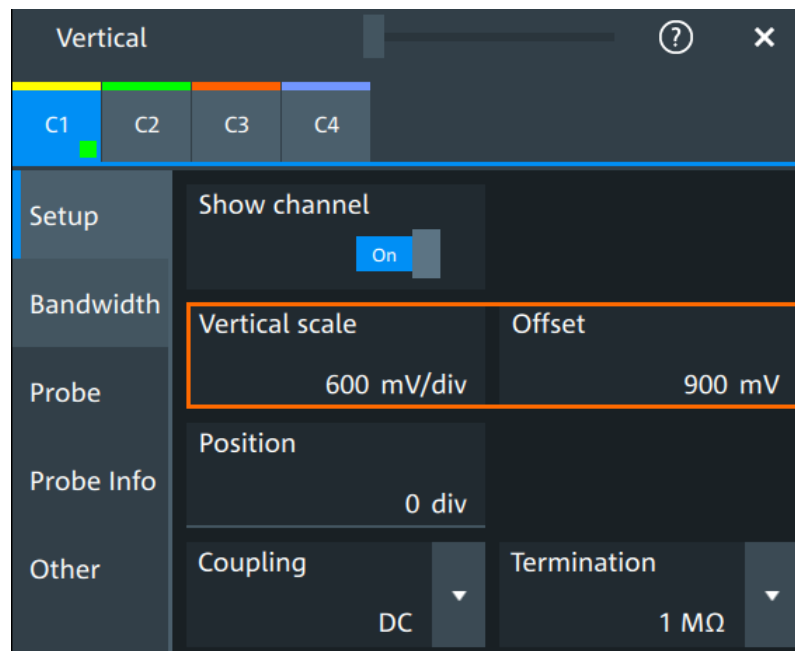 Vertical ? ×
C1 C2 C3 C4
Setup
Show channel
On
Bandwidth
Vertical scale
600 mV/div
Offset
900 mV
Probe
Position
0 div
Probe Info
Other
Coupling
DC
Termination
1 MΩ